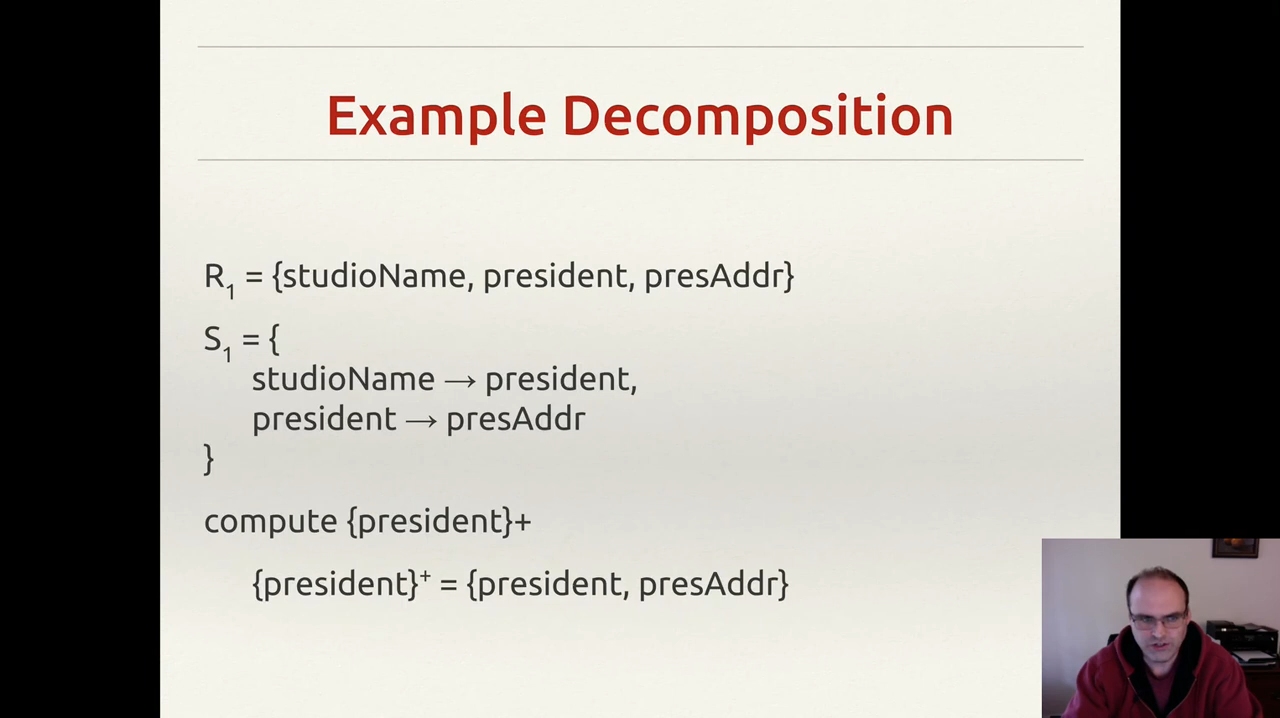 Example Decomposition
R₁ = {studioName, president, presAddr}
S₁ = {
studioName → president,
president → presAddr
}
compute {president}+
{president}⁺ = {president, presAddr}